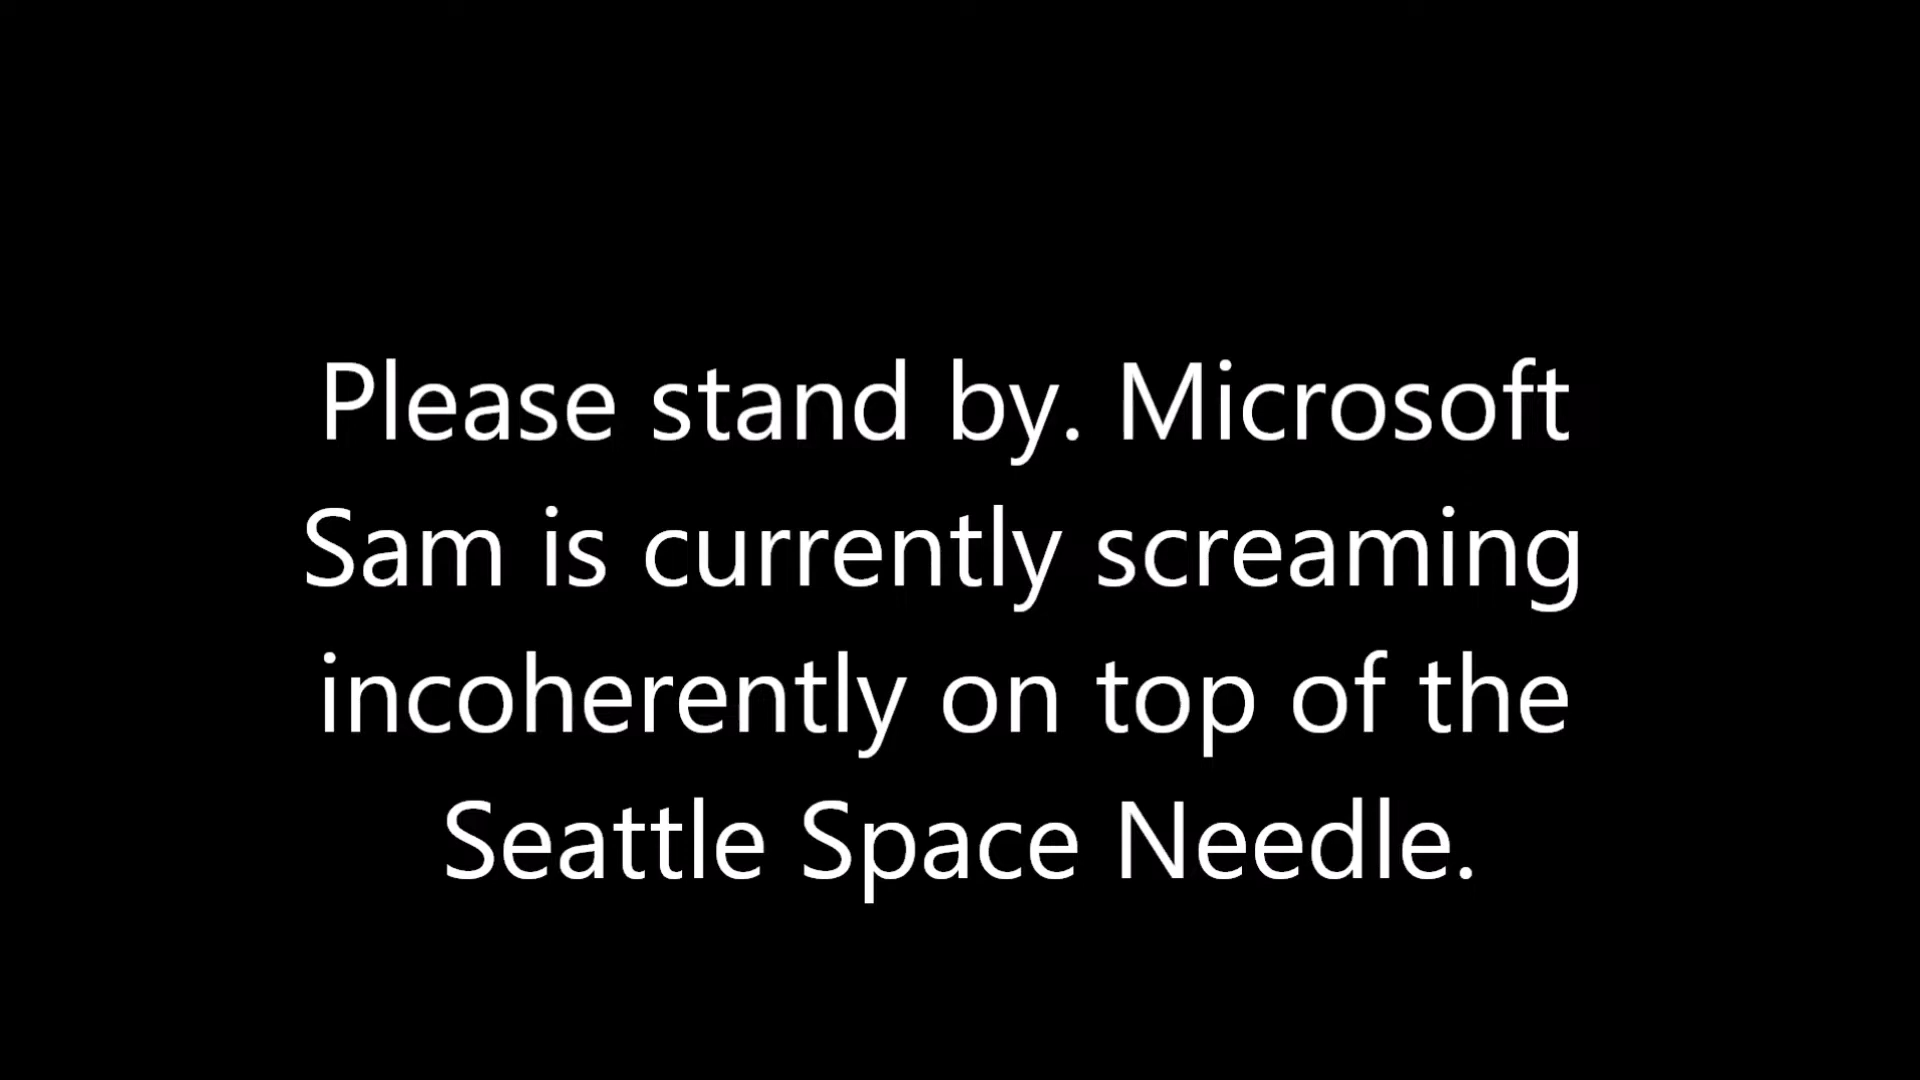 Please stand by. Microsoft
Sam is currently screaming
incoherently on top of the
Seattle Space Needle.